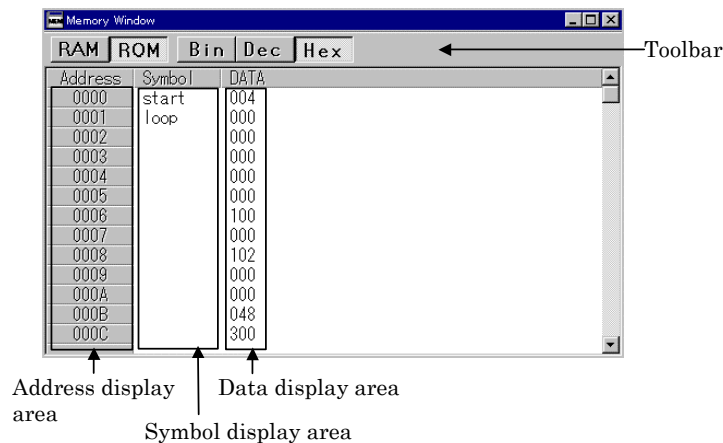 MEM Memory Window
RAM ROM Bin Dec Hex
Toolbar
Address Symbol DATA
0000 start 004
0001 loop 000
0002 000
0003 000
0004 000
0005 000
0006 100
0007 000
0008 102
0009 000
000A 000
000B 048
000C 300
Address display
area
Data display area
Symbol display area